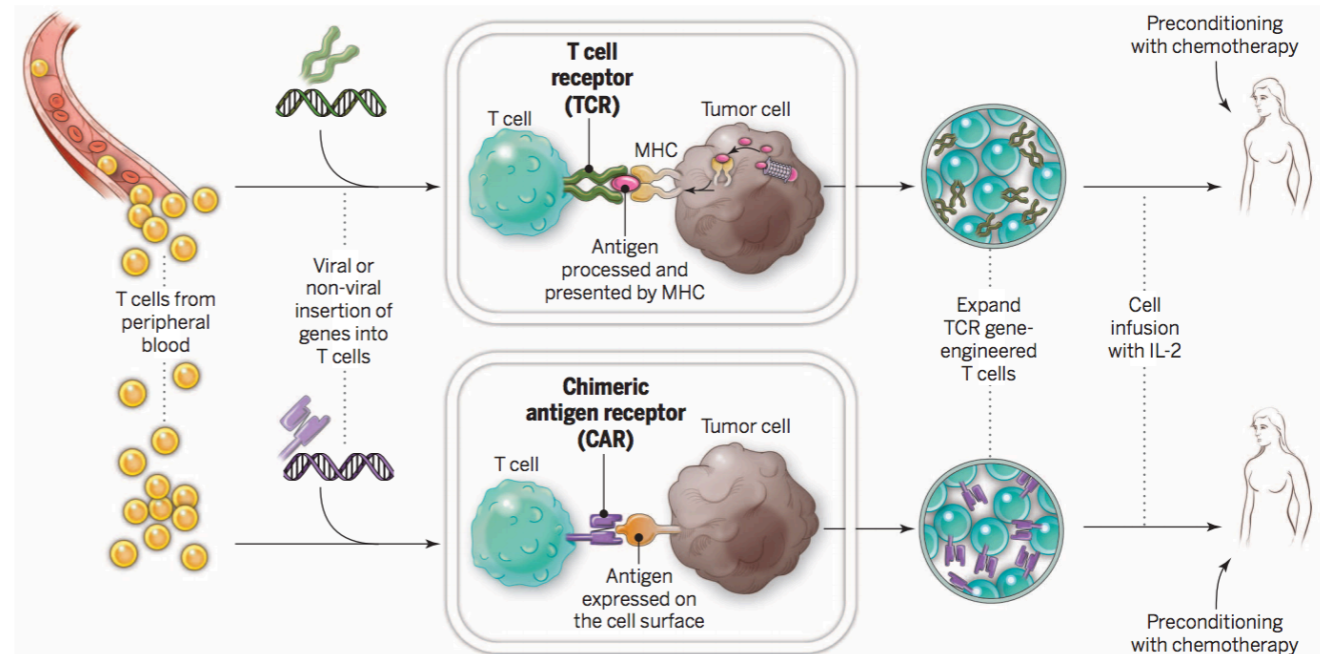 Preconditioning
with chemotherapy
T cell
receptor
(TCR)
T cell
Tumor cell
MHC
Antigen
processed and
presented by MHC
T cells from
peripheral
blood
Viral or
non-viral
insertion of
genes into
T cells
Expand
TCR gene-
engineered
T cells
Cell
infusion
with IL-2
Chimeric
antigen receptor
(CAR)
T cell
Tumor cell
Antigen
expressed on
the cell surface
Preconditioning
with chemotherapy